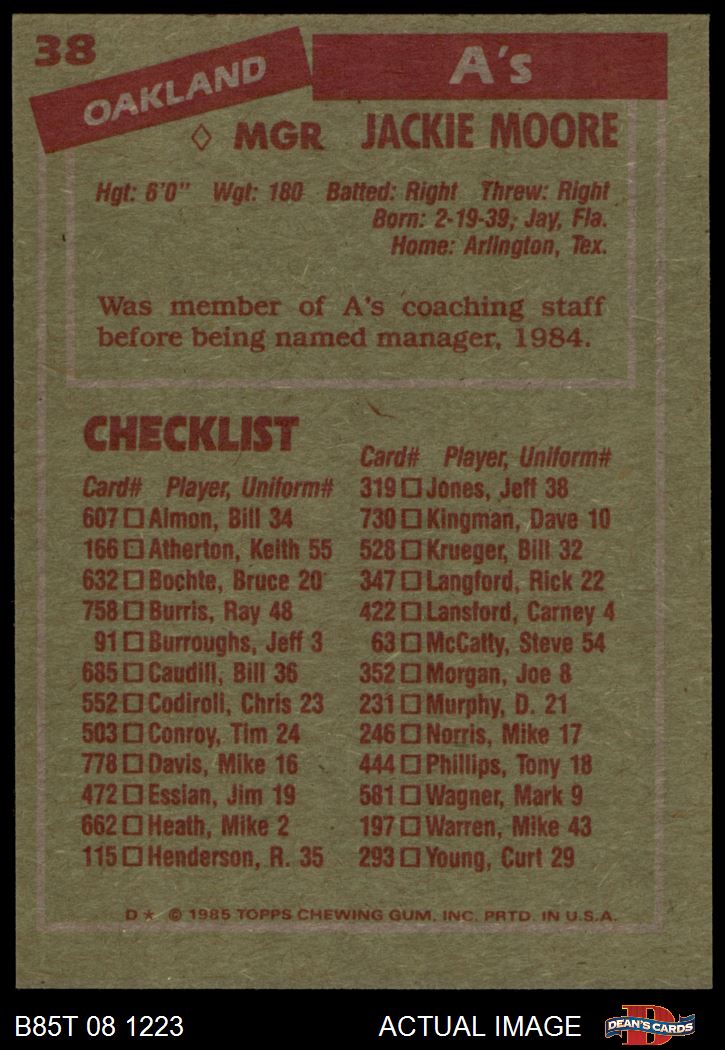 38
OAKLAND A's
◊ MGR JACKIE MOORE
Hgt: 6'0" Wgt: 180 Batted: Right Threw: Right
Born: 2-19-39; Jay, Fla.
Home: Arlington, Tex.
Was member of A's coaching staff
before being named manager, 1984.
CHECKLIST
Card# Player, Uniform#
607 □ Almon, Bill 34
166 □ Atherton, Keith 55
632 □ Bochte, Bruce 20
758 □ Burris, Ray 48
91 □ Burroughs, Jeff 3
685 □ Caudill, Bill 36
552 □ Codiroli, Chris 23
503 □ Conroy, Tim 24
778 □ Davis, Mike 16
472 □ Essian, Jim 19
662 □ Heath, Mike 2
115 □ Henderson, R. 35
Card# Player, Uniform#
319 □ Jones, Jeff 38
730 □ Kingman, Dave 10
528 □ Krueger, Bill 32
347 □ Langford, Rick 22
422 □ Lansford, Carney 4
63 □ McCatty, Steve 54
352 □ Morgan, Joe 8
231 □ Murphy, D. 21
246 □ Norris, Mike 17
444 □ Phillips, Tony 18
581 □ Wagner, Mark 9
197 □ Warren, Mike 43
293 □ Young, Curt 29
D ★ © 1985 TOPPS CHEWING GUM, INC. PRTD. IN U.S.A.
B85T 08 1223 ACTUAL IMAGE
D
DEAN'S CARDS